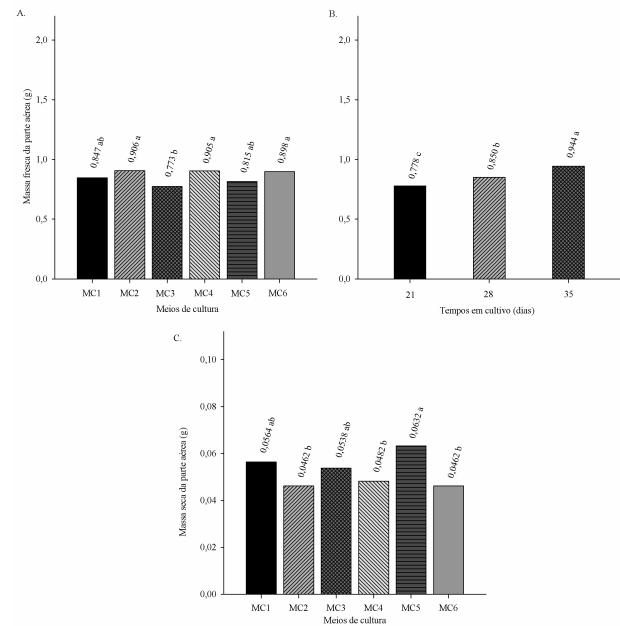 A.
Massa fresca da parte aérea (g)
2,0
1,5
1,0
0,5
0,0
0,847 ab
0,906 a
0,773 b
0,905 a
0,815 ab
0,898 a
MC1 MC2 MC3 MC4 MC5 MC6
Meios de cultura
B.
2,0
1,5
1,0
0,5
0,0
0,778 c
0,850 b
0,944 a
21 28 35
Tempos em cultivo (dias)
C.
Massa seca da parte aérea (g)
0,10
0,08
0,06
0,04
0,02
0,00
0,0564 ab
0,0462 b
0,0538 ab
0,0482 b
0,0632 a
0,0462 b
MC1 MC2 MC3 MC4 MC5 MC6
Meios de cultura